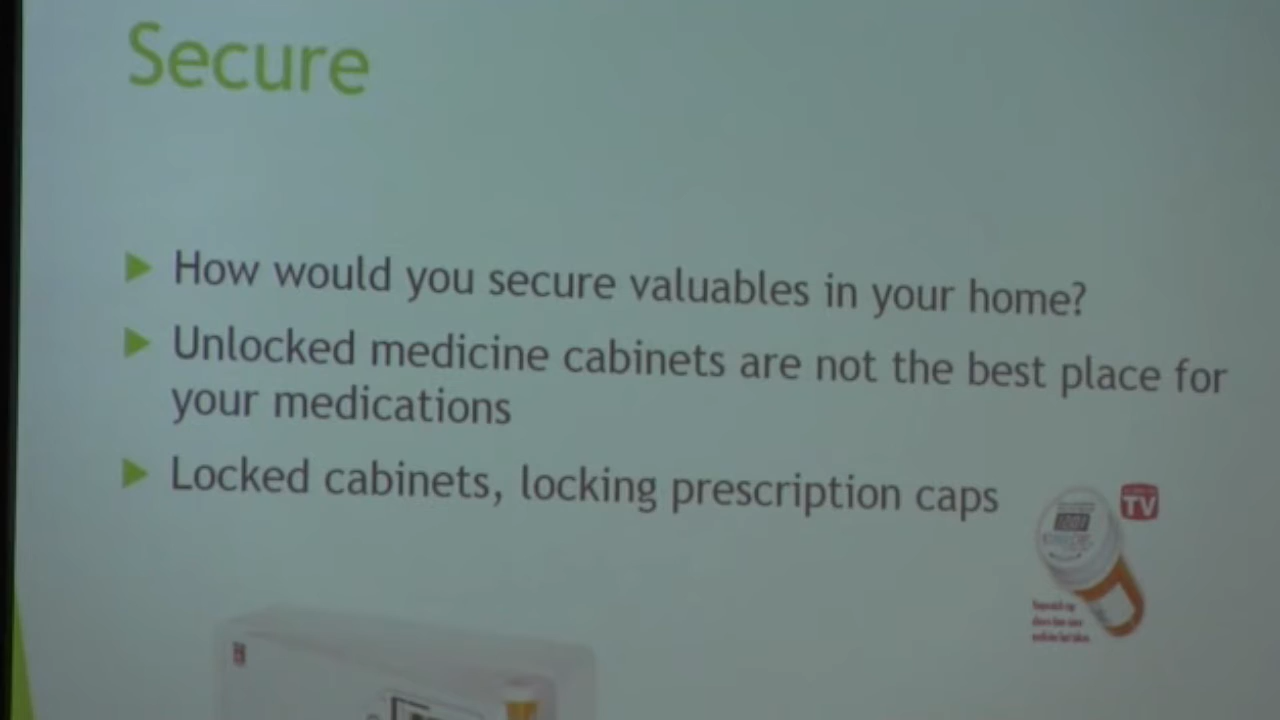 Secure
How would you secure valuables in your home?
Unlocked medicine cabinets are not the best place for
your medications
Locked cabinets, locking prescription caps
TV